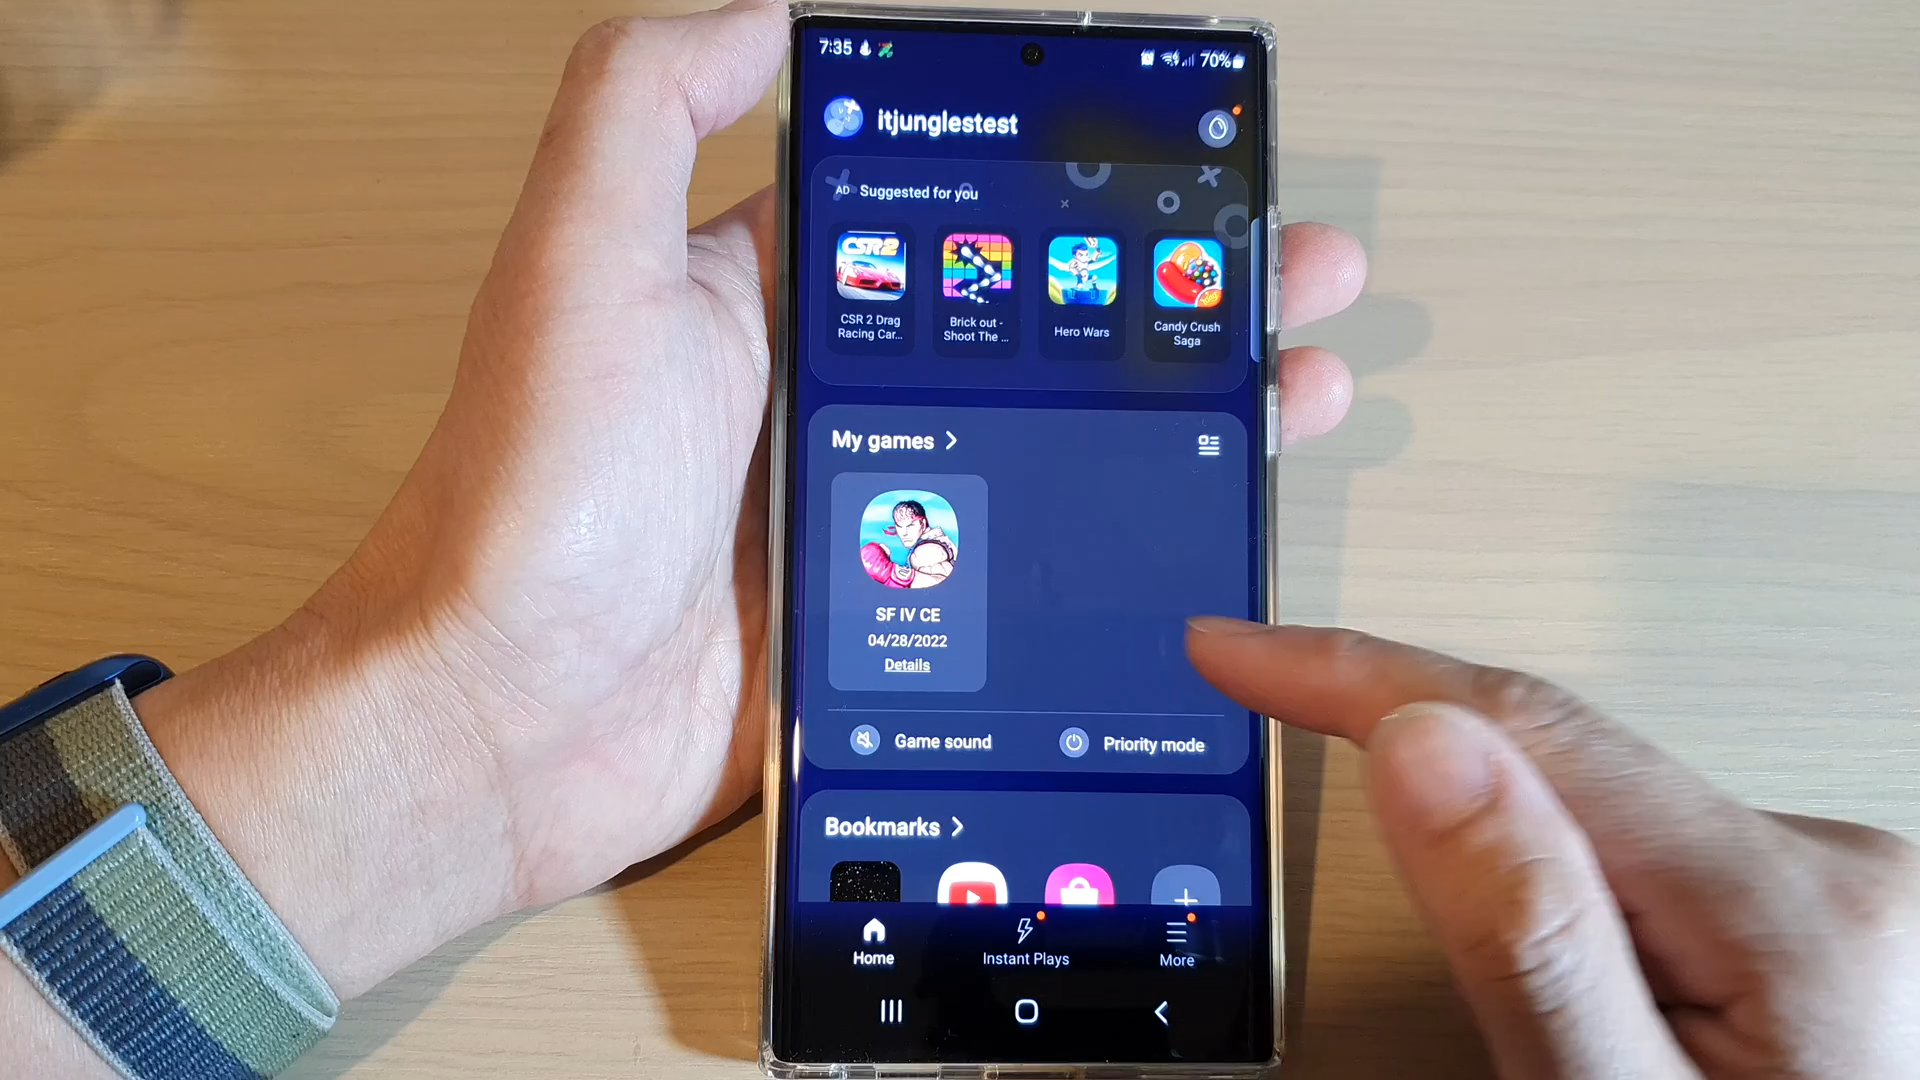 7:35
70%
itjunglestest
AD Suggested for you
CSR2
CSR 2 Drag
Racing Car...
Brick out -
Shoot The ...
Hero Wars
Candy Crush
Saga
My games
SF IV CE
04/28/2022
Details
Game sound
Priority mode
Bookmarks
Home
Instant Plays
More